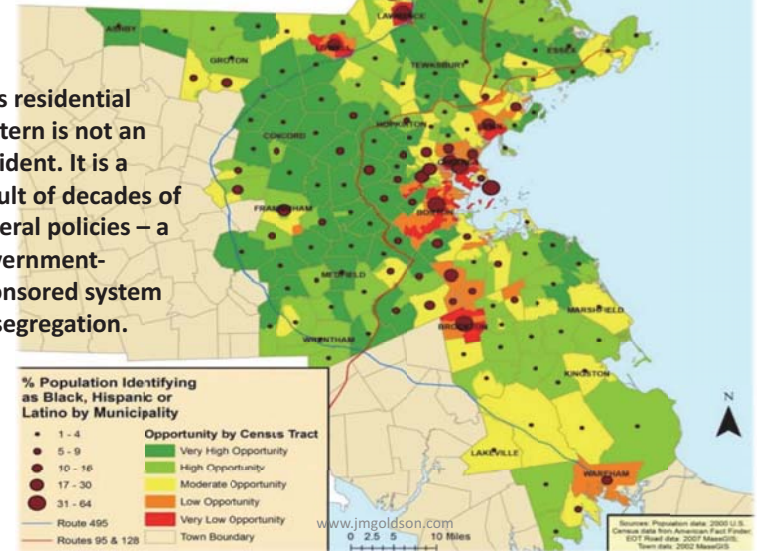 s residential
tern is not an
ident. It is a
ult of decades of
eral policies – a
vernment-
onsored system
segregation.
ASHBY
GROTON
LOWELL
LAWRENCE
TEWKSBURY
ESSEX
CONCORD
HOPKINTON
FRAMINGHAM
BOSTON
MEDFIELD
WRENTHAM
BROCKTON
MARSHFIELD
KINGSTON
LAKEVILLE
WAREHAM
N
% Population Identifying
as Black, Hispanic or
Latino by Municipality
1 - 4
5 - 9
10 - 16
17 - 30
31 - 64
Route 495
Routes 95 & 128
Opportunity by Census Tract
Very High Opportunity
High Opportunity
Moderate Opportunity
Low Opportunity
Very Low Opportunity
Town Boundary
www.jmgoldson.com
0 2.5 5 10 Miles
Sources: Population data: 2000 U.S.
Census data from American Fact Finder;
EOT Road data: 2007 MassGIS;
Town data: 2002 MassGIS